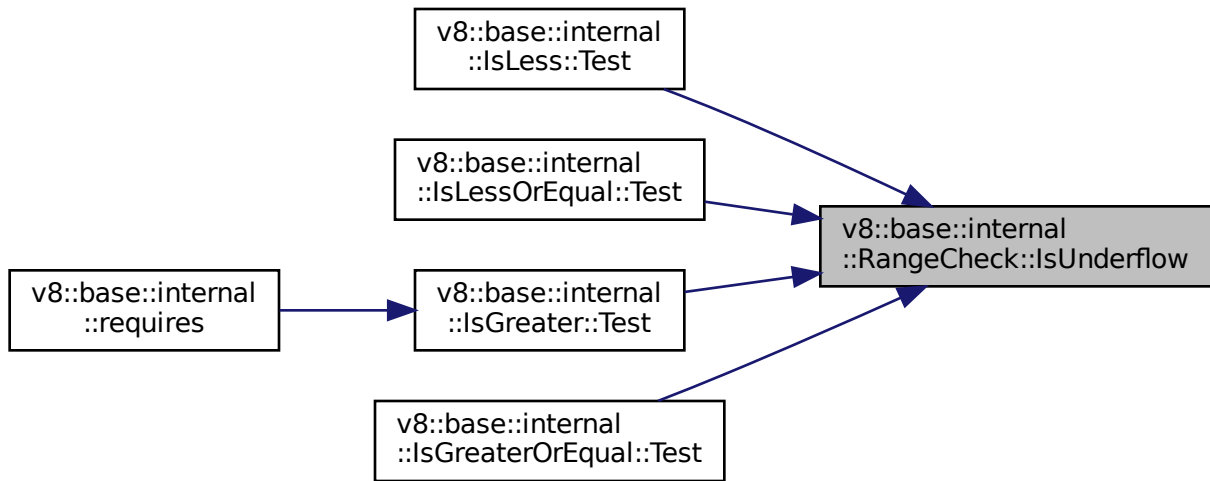 v8::base::internal
::IsLess::Test
v8::base::internal
::IsLessOrEqual::Test
v8::base::internal
::RangeCheck::IsUnderflow
v8::base::internal
::requires
v8::base::internal
::IsGreater::Test
v8::base::internal
::IsGreaterOrEqual::Test